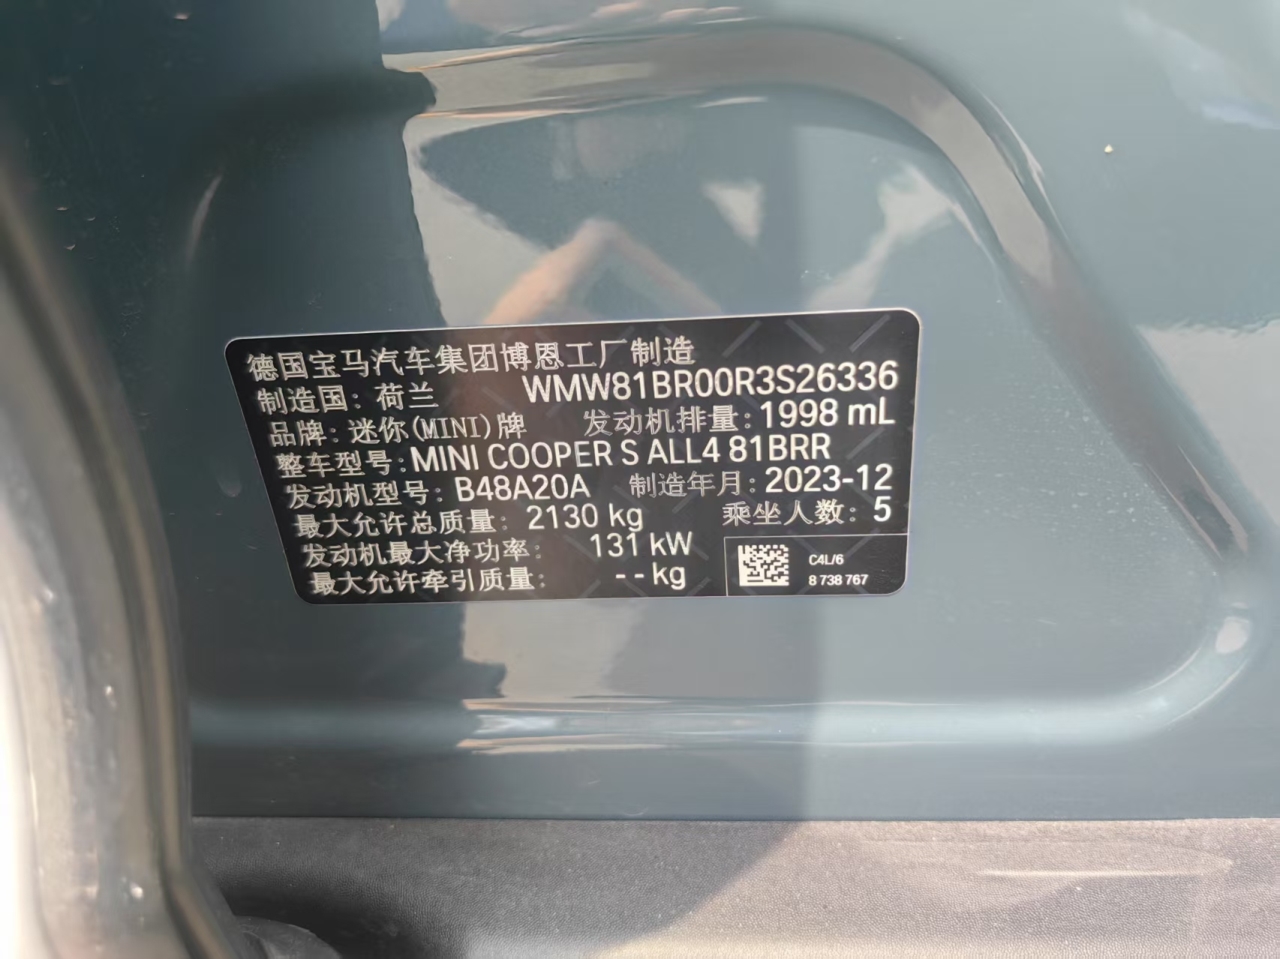 德国宝马汽车集团博恩工厂制造
制造国：荷兰 WMW81BR00R3S26336
品牌：迷你(MINI)牌 发动机排量：1998 mL
整车型号：MINI COOPER S ALL4 81BRR
发动机型号：B48A20A 制造年月：2023-12
最大允许总质量：2130 kg 乘坐人数：5
发动机最大净功率：131 kW
最大允许牵引质量：--kg
C4L/6
8 738 767